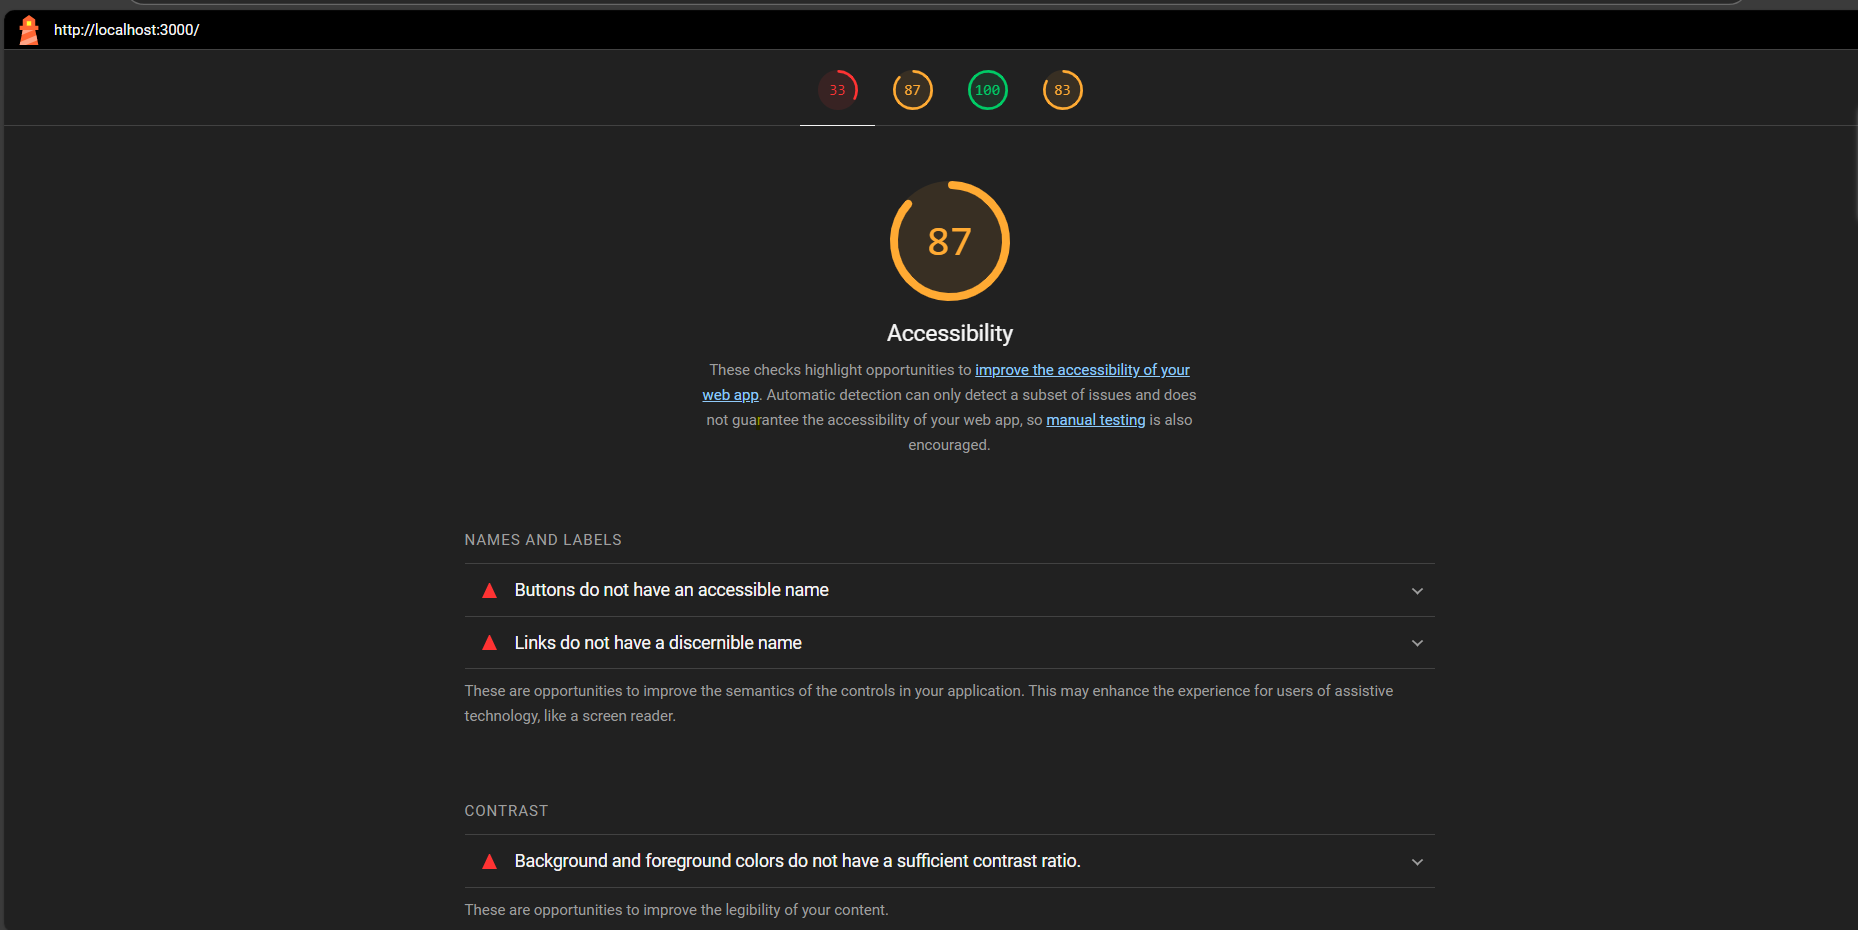 http://localhost:3000/
33
87
100
83
87
Accessibility
These checks highlight opportunities to improve the accessibility of your
web app. Automatic detection can only detect a subset of issues and does
not guarantee the accessibility of your web app, so manual testing is also
encouraged.
NAMES AND LABELS
Buttons do not have an accessible name
Links do not have a discernible name
These are opportunities to improve the semantics of the controls in your application. This may enhance the experience for users of assistive
technology, like a screen reader.
CONTRAST
Background and foreground colors do not have a sufficient contrast ratio.
These are opportunities to improve the legibility of your content.